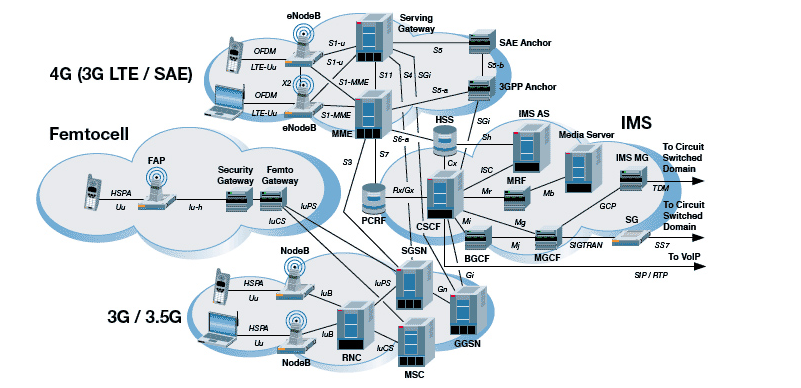 eNodeB
Serving
Gateway
OFDM
LTE-Uu
S1-u
S1-u
S5
SAE Anchor
4G (3G LTE / SAE)
X2
S1-MME
S11
S4
SGi
S5-b
OFDM
LTE-Uu
S1-MME
S5-a
3GPP Anchor
eNodeB
MME
HSS
SGi
IMS AS
IMS
Femtocell
S6-a
Sh
Media Server
FAP
Security
Gateway
Femto
Gateway
S3
S7
Cx
ISC
IMS MG
To Circuit
Switched
Domain
HSPA
Uu
Iu-h
IuPS
IuCS
Rx/Gx
Mr
MRF
Mb
TDM
PCRF
CSCF
GCP
To Circuit
Switched
Domain
Mi
Mg
SG
BGCF
Mj
MGCF
SIGTRAN
SS7
To VoIP
SIP / RTP
NodeB
SGSN
Gi
HSPA
Uu
IuB
IuPS
Gn
3G / 3.5G
HSPA
Uu
IuB
RNC
IuCS
GGSN
NodeB
MSC